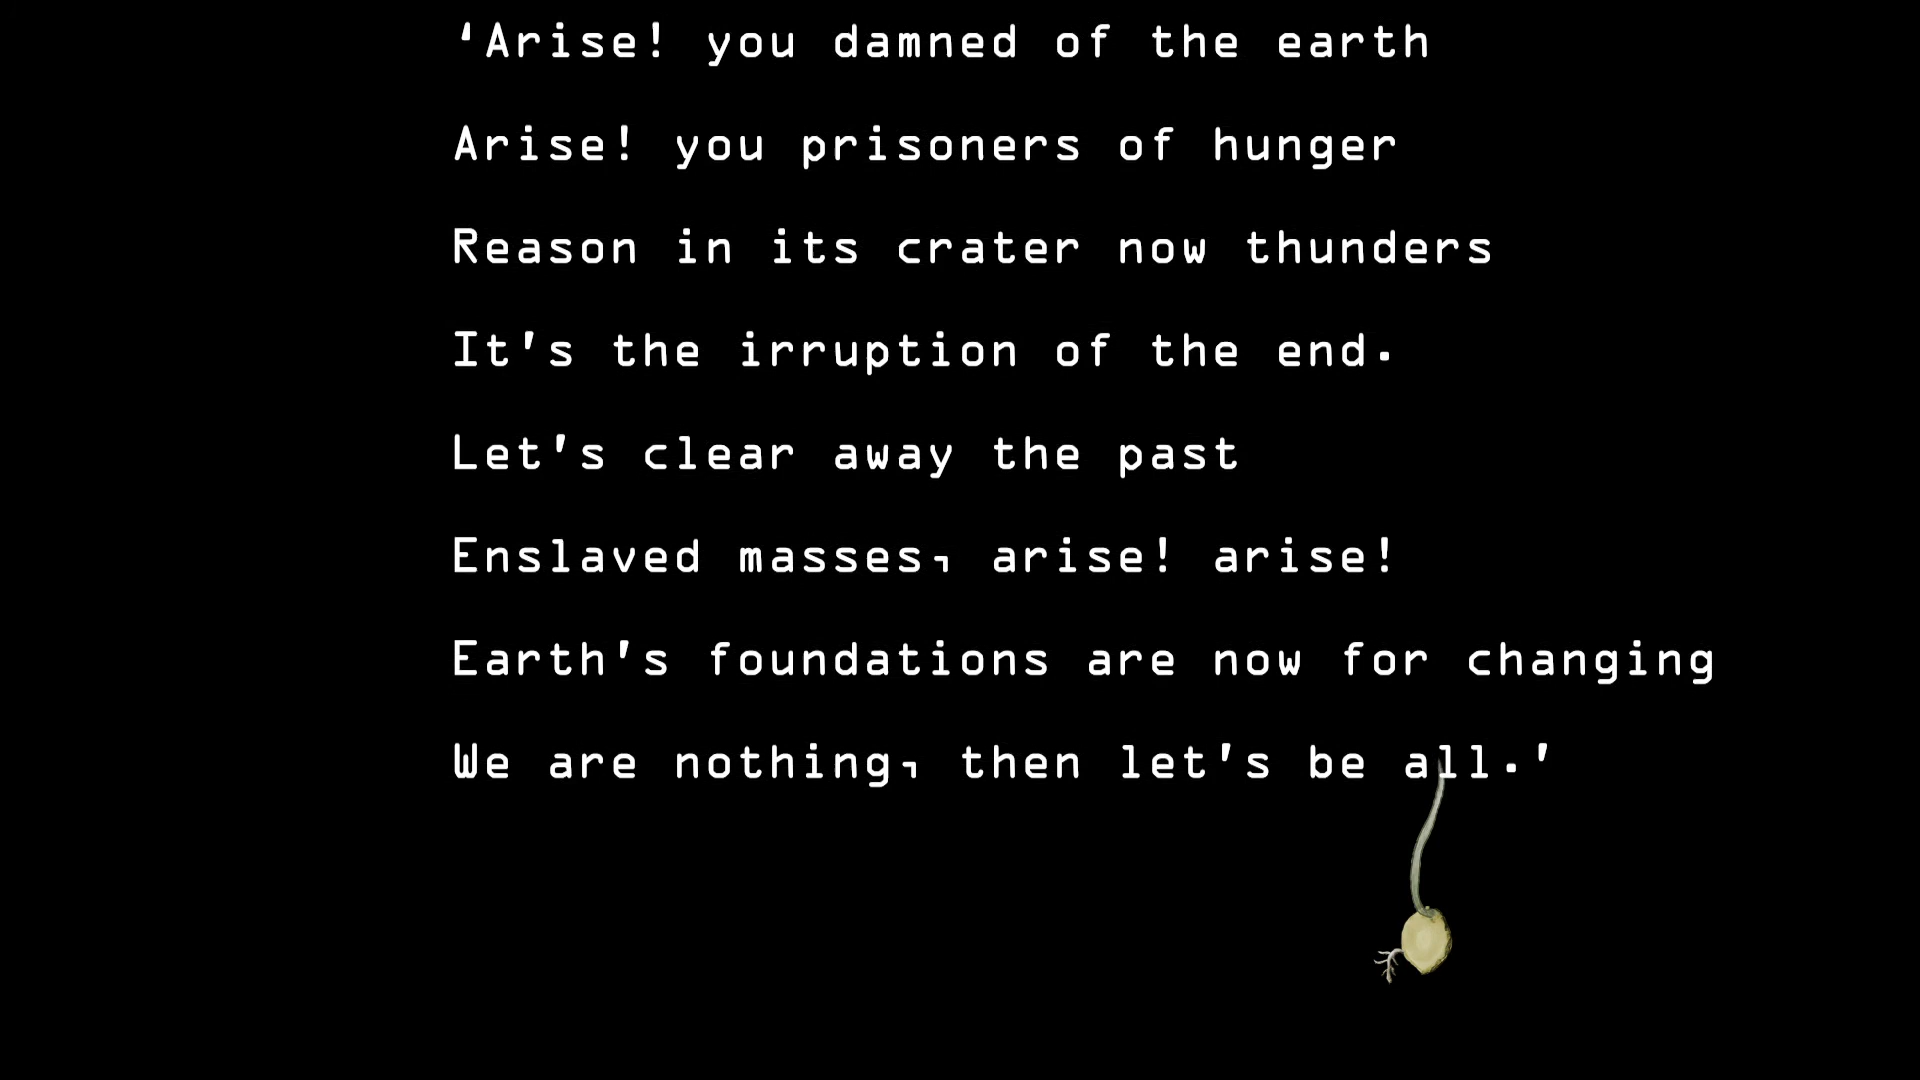 ‘Arise! you damned of the earth
Arise! you prisoners of hunger
Reason in its crater now thunders
It's the irruption of the end.
Let's clear away the past
Enslaved masses, arise! arise!
Earth's foundations are now for changing
We are nothing, then let's be all.'